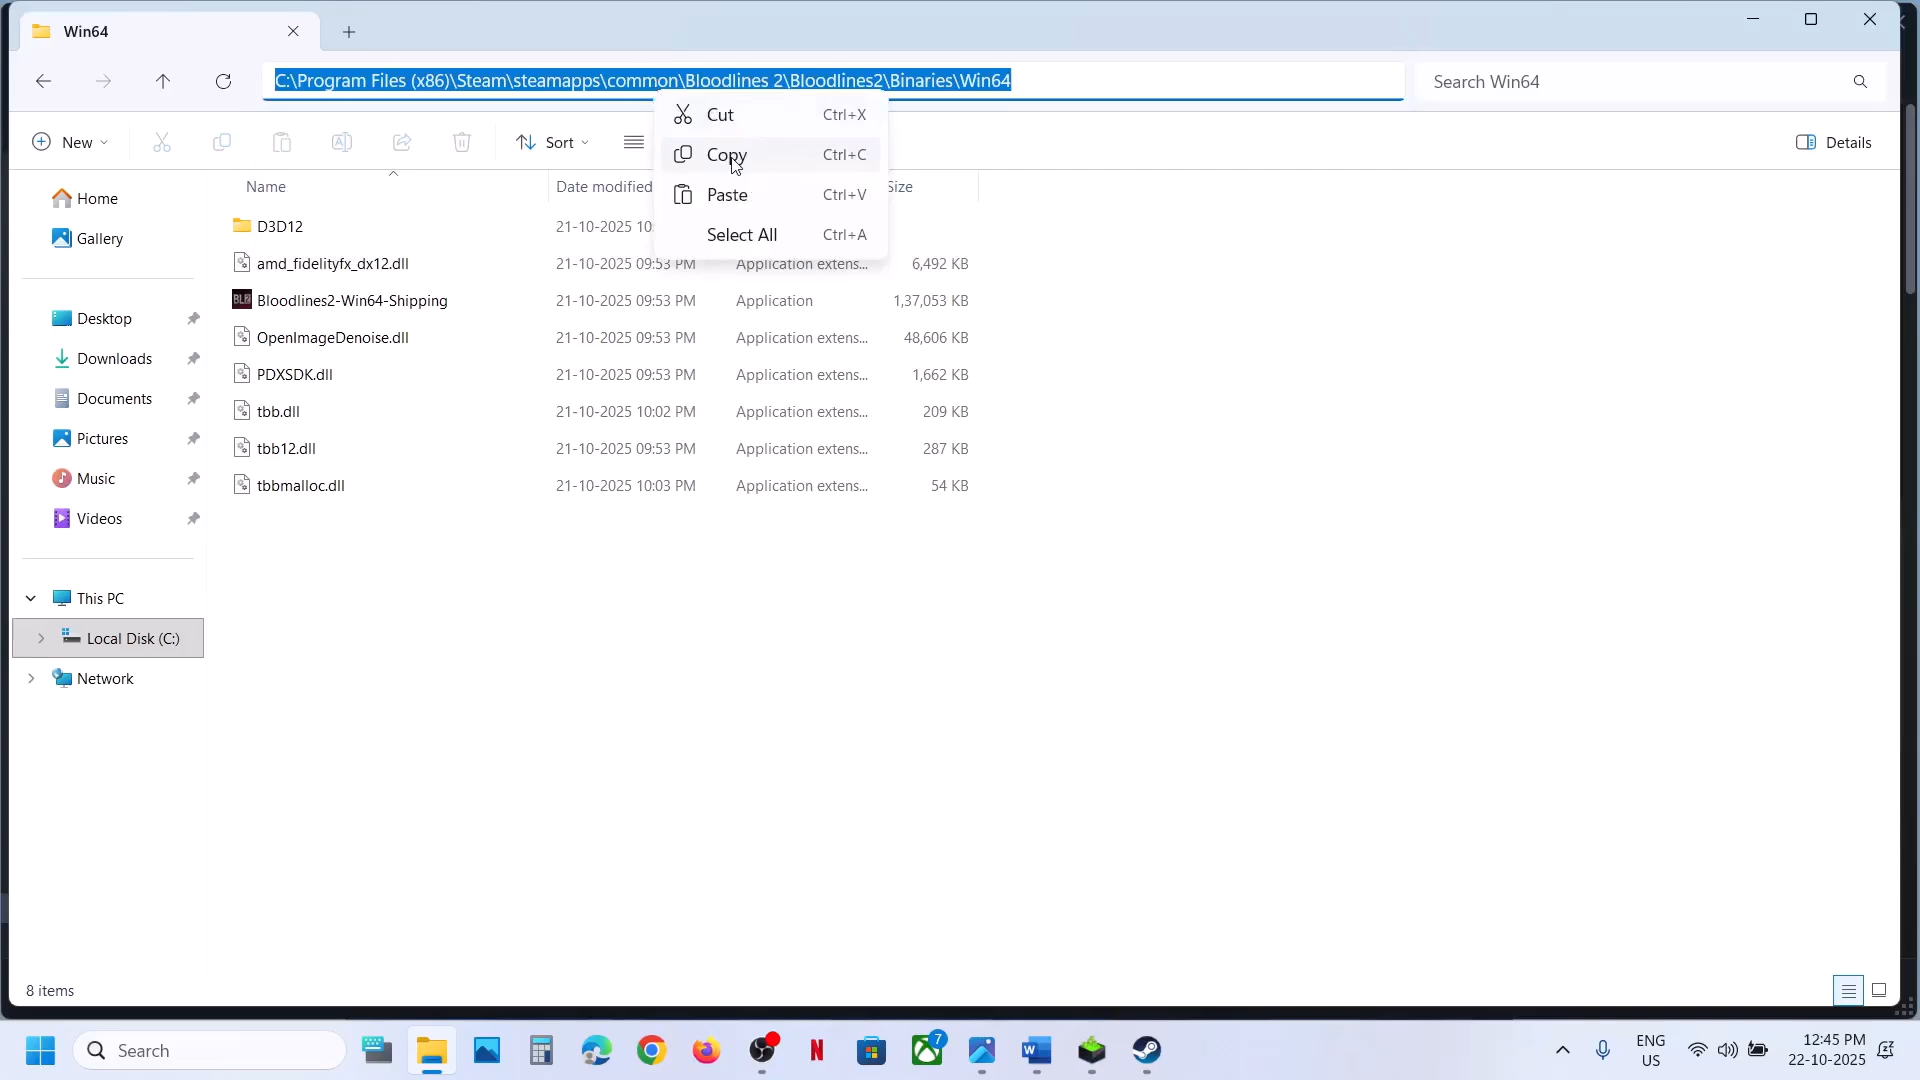 Win64
C:\Program Files (x86)\Steam\steamapps\common\Bloodlines 2\Bloodlines2\Binaries\Win64
Search Win64
New
Sort
Details
Cut Ctrl+X
Copy Ctrl+C
Paste Ctrl+V
Select All Ctrl+A
Name Date modified Size
D3D12 21-10-2025 10:
amd_fidelityfx_dx12.dll 21-10-2025 09:53 PM Application extens... 6,492 KB
Bloodlines2-Win64-Shipping 21-10-2025 09:53 PM Application 1,37,053 KB
OpenImageDenoise.dll 21-10-2025 09:53 PM Application extens... 48,606 KB
PDXSDK.dll 21-10-2025 09:53 PM Application extens... 1,662 KB
tbb.dll 21-10-2025 10:02 PM Application extens... 209 KB
tbb12.dll 21-10-2025 09:53 PM Application extens... 287 KB
tbbmalloc.dll 21-10-2025 10:03 PM Application extens... 54 KB
Home
Gallery
Desktop
Downloads
Documents
Pictures
Music
Videos
This PC
Local Disk (C:)
Network
8 items
Search
7
ENG
US
12:45 PM
22-10-2025